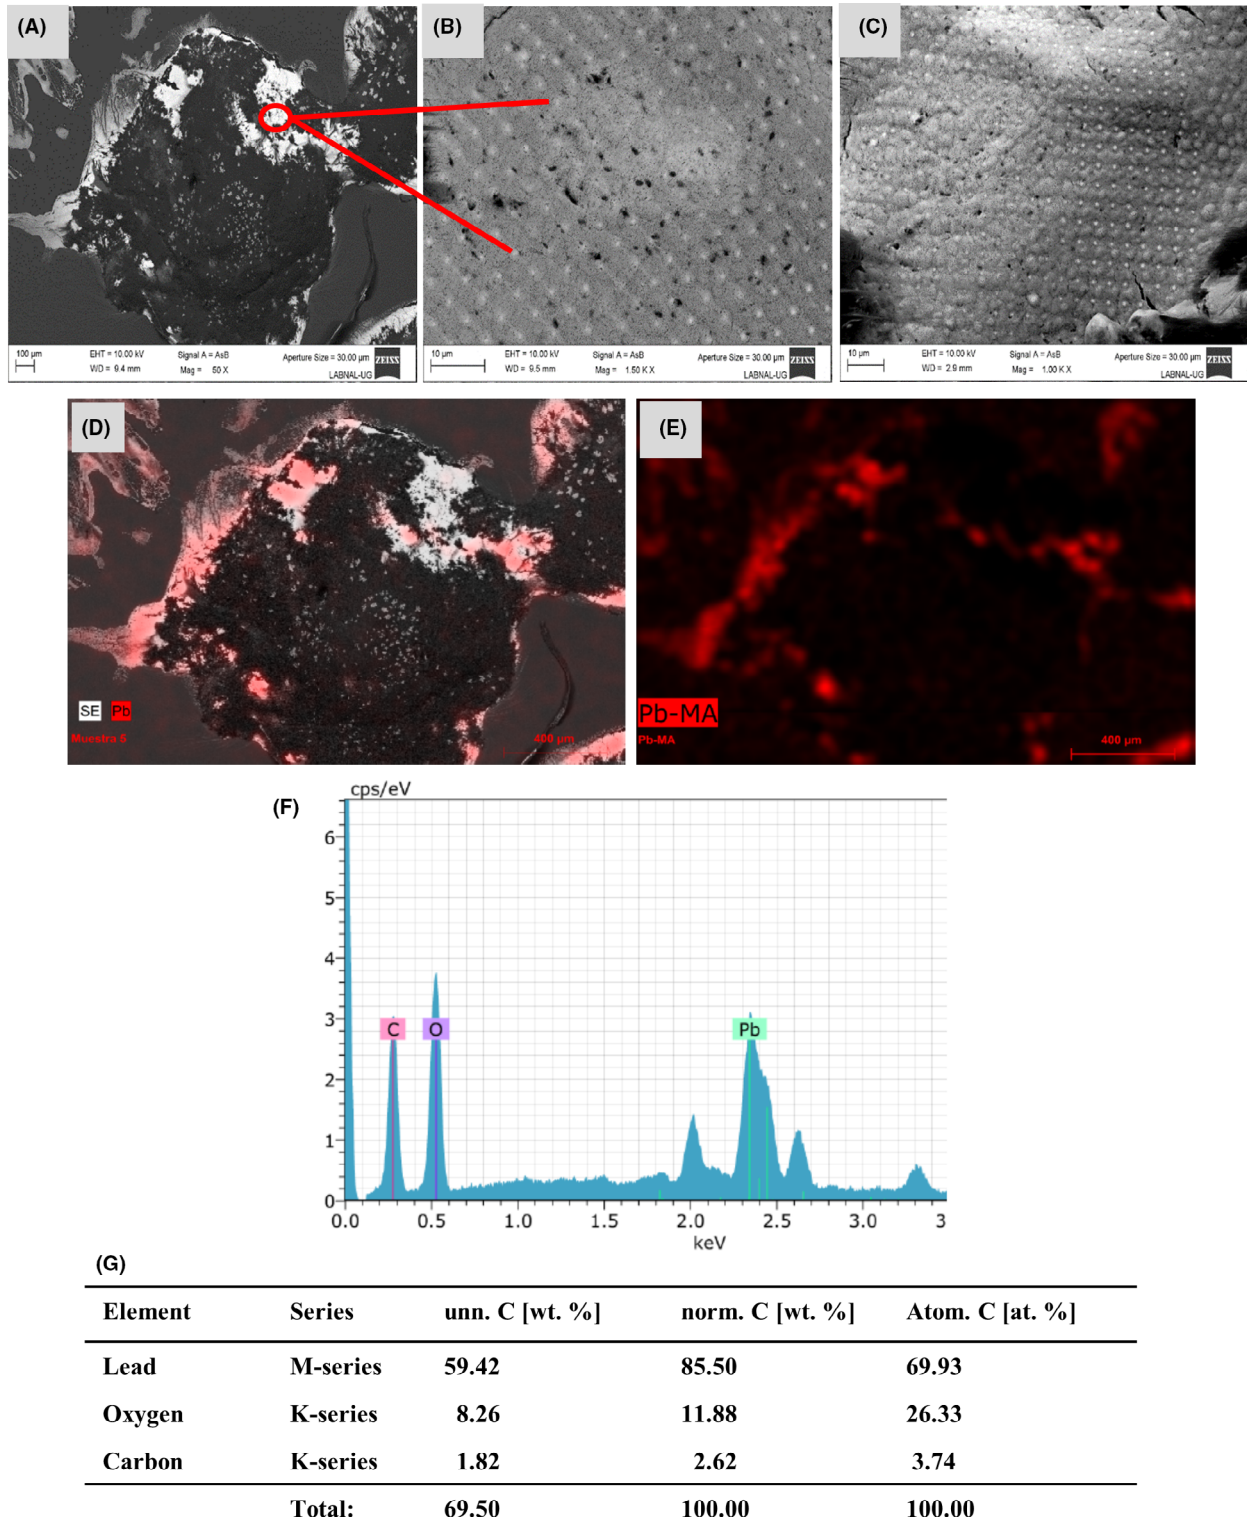 (A)
(B)
(C)
100 µm
EHT = 10.00 kV
Signal A = AsB
Aperture Size = 30.00 µm
WD = 9.4 mm
Mag = 50 X
LABNAL-UG
ZEISS
10 µm
EHT = 10.00 kV
Signal A = AsB
Aperture Size = 30.00 µm
WD = 9.5 mm
Mag = 1.50 K X
LABNAL-UG
ZEISS
10 µm
EHT = 10.00 kV
Signal A = AsB
Aperture Size = 30.00 µm
WD = 2.9 mm
Mag = 1.00 K X
LABNAL-UG
ZEISS
(D)
SE Pb
Muestra 5
400 µm
(E)
Pb-MA
Pb-MA
400 µm
(F)
cps/eV
6
5
4
3
2
1
0
C
O
Pb
0.0 0.5 1.0 1.5 2.0 2.5 3.0 3
keV
(G)
Element Series unn. C [wt. %] norm. C [wt. %] Atom. C [at. %]
Lead M-series 59.42 85.50 69.93
Oxygen K-series 8.26 11.88 26.33
Carbon K-series 1.82 2.62 3.74
Total: 69.50 100.00 100.00